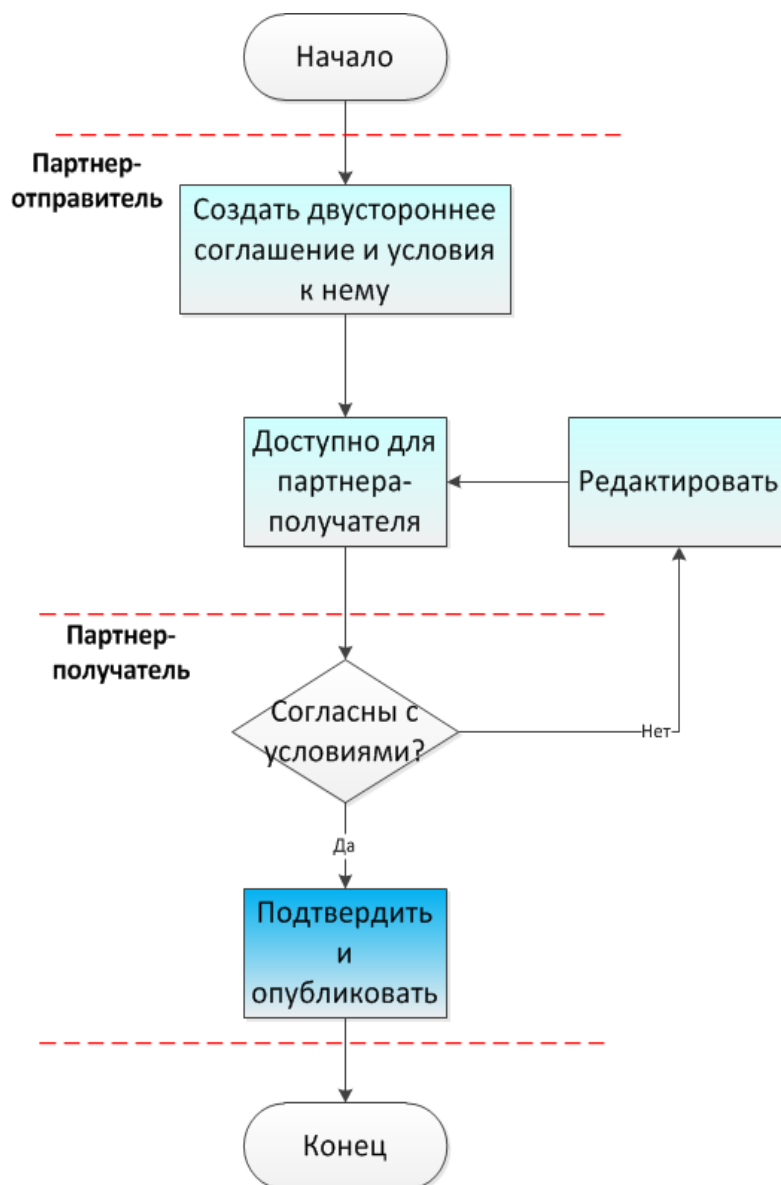 Начало
Партнер-
отправитель
Создать двустороннее
соглашение и условия
к нему
Доступно для
партнера-
получателя
Редактировать
Партнер-
получатель
Согласны с
условиями?
Нет
Да
Подтвердить
и
опубликовать
Конец